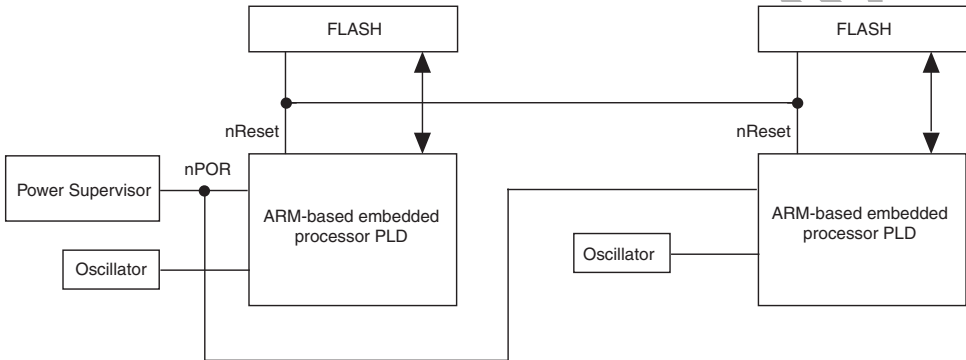 FLASH
FLASH
nReset
nReset
nPOR
Power Supervisor
ARM-based embedded
processor PLD
ARM-based embedded
processor PLD
Oscillator
Oscillator